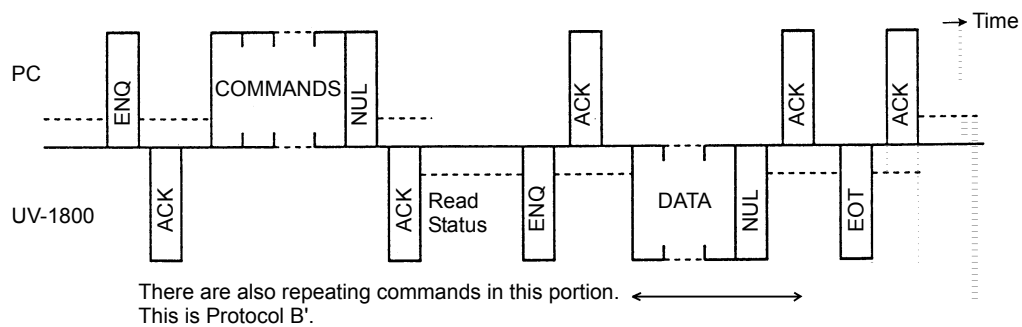 Time
PC
ENQ
COMMANDS
NUL
ACK
ACK
ACK
UV-1800
ACK
ACK
Read
Status
ENQ
DATA
NUL
EOT
There are also repeating commands in this portion.
This is Protocol B'.